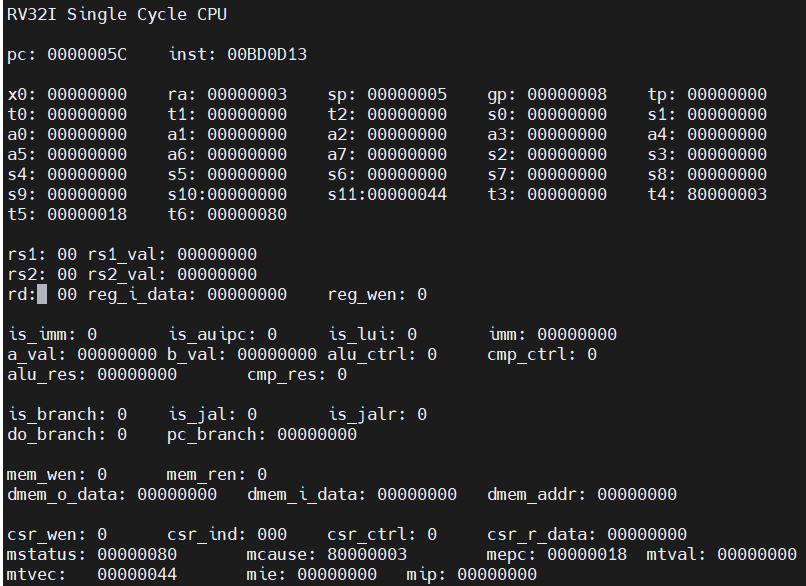 RV32I Single Cycle CPU
pc: 0000005C inst: 00BD0D13
x0: 00000000 ra: 00000003 sp: 00000005 gp: 00000008 tp: 00000000
t0: 00000000 t1: 00000000 t2: 00000000 s0: 00000000 s1: 00000000
a0: 00000000 a1: 00000000 a2: 00000000 a3: 00000000 a4: 00000000
a5: 00000000 a6: 00000000 a7: 00000000 s2: 00000000 s3: 00000000
s4: 00000000 s5: 00000000 s6: 00000000 s7: 00000000 s8: 00000000
s9: 00000000 s10:00000000 s11:00000044 t3: 00000000 t4: 80000003
t5: 00000018 t6: 00000080
rs1: 00 rs1_val: 00000000
rs2: 00 rs2_val: 00000000
rd: 00 reg_i_data: 00000000 reg_wen: 0
is_imm: 0 is_auipc: 0 is_lui: 0 imm: 00000000
a_val: 00000000 b_val: 00000000 alu_ctrl: 0 cmp_ctrl: 0
alu_res: 00000000 cmp_res: 0
is_branch: 0 is_jal: 0 is_jalr: 0
do_branch: 0 pc_branch: 00000000
mem_wen: 0 mem_ren: 0
dmem_o_data: 00000000 dmem_i_data: 00000000 dmem_addr: 00000000
csr_wen: 0 csr_ind: 000 csr_ctrl: 0 csr_r_data: 00000000
mstatus: 00000080 mcause: 80000003 mepc: 00000018 mtval: 00000000
mtvec: 00000044 mie: 00000000 mip: 00000000